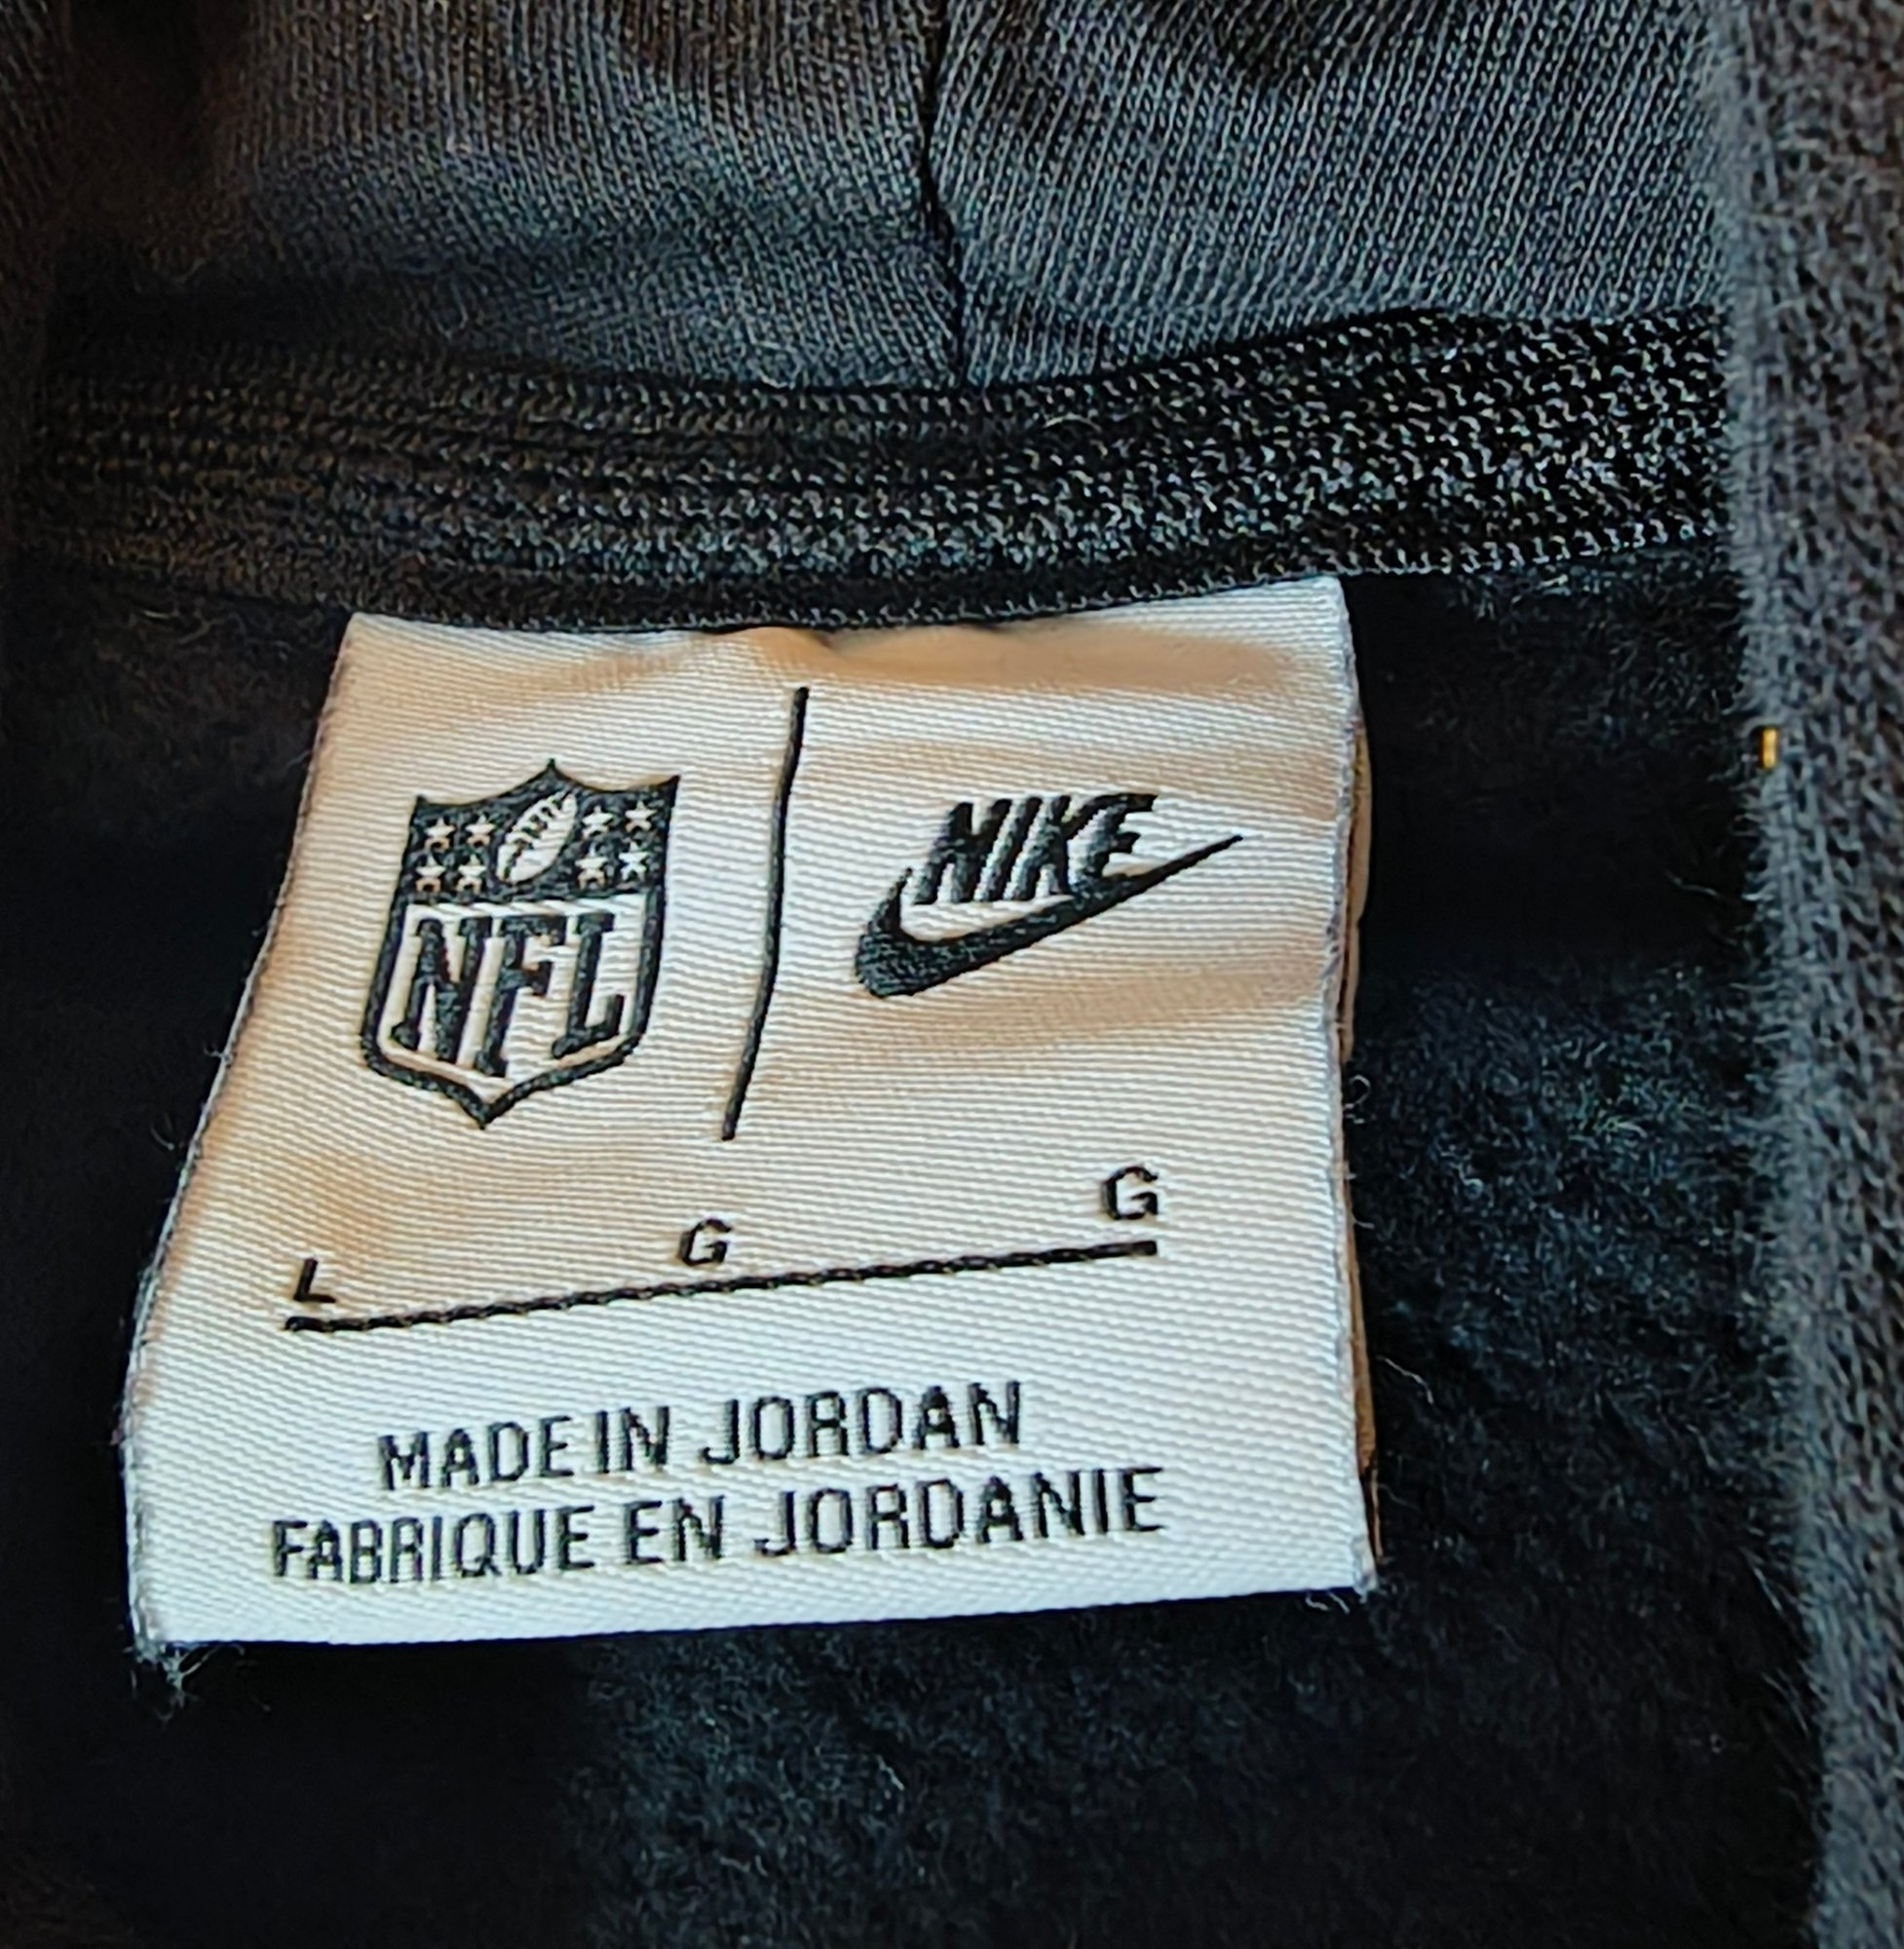 NFL
NIKE
L G G
MADE IN JORDAN
FABRIQUE EN JORDANIE